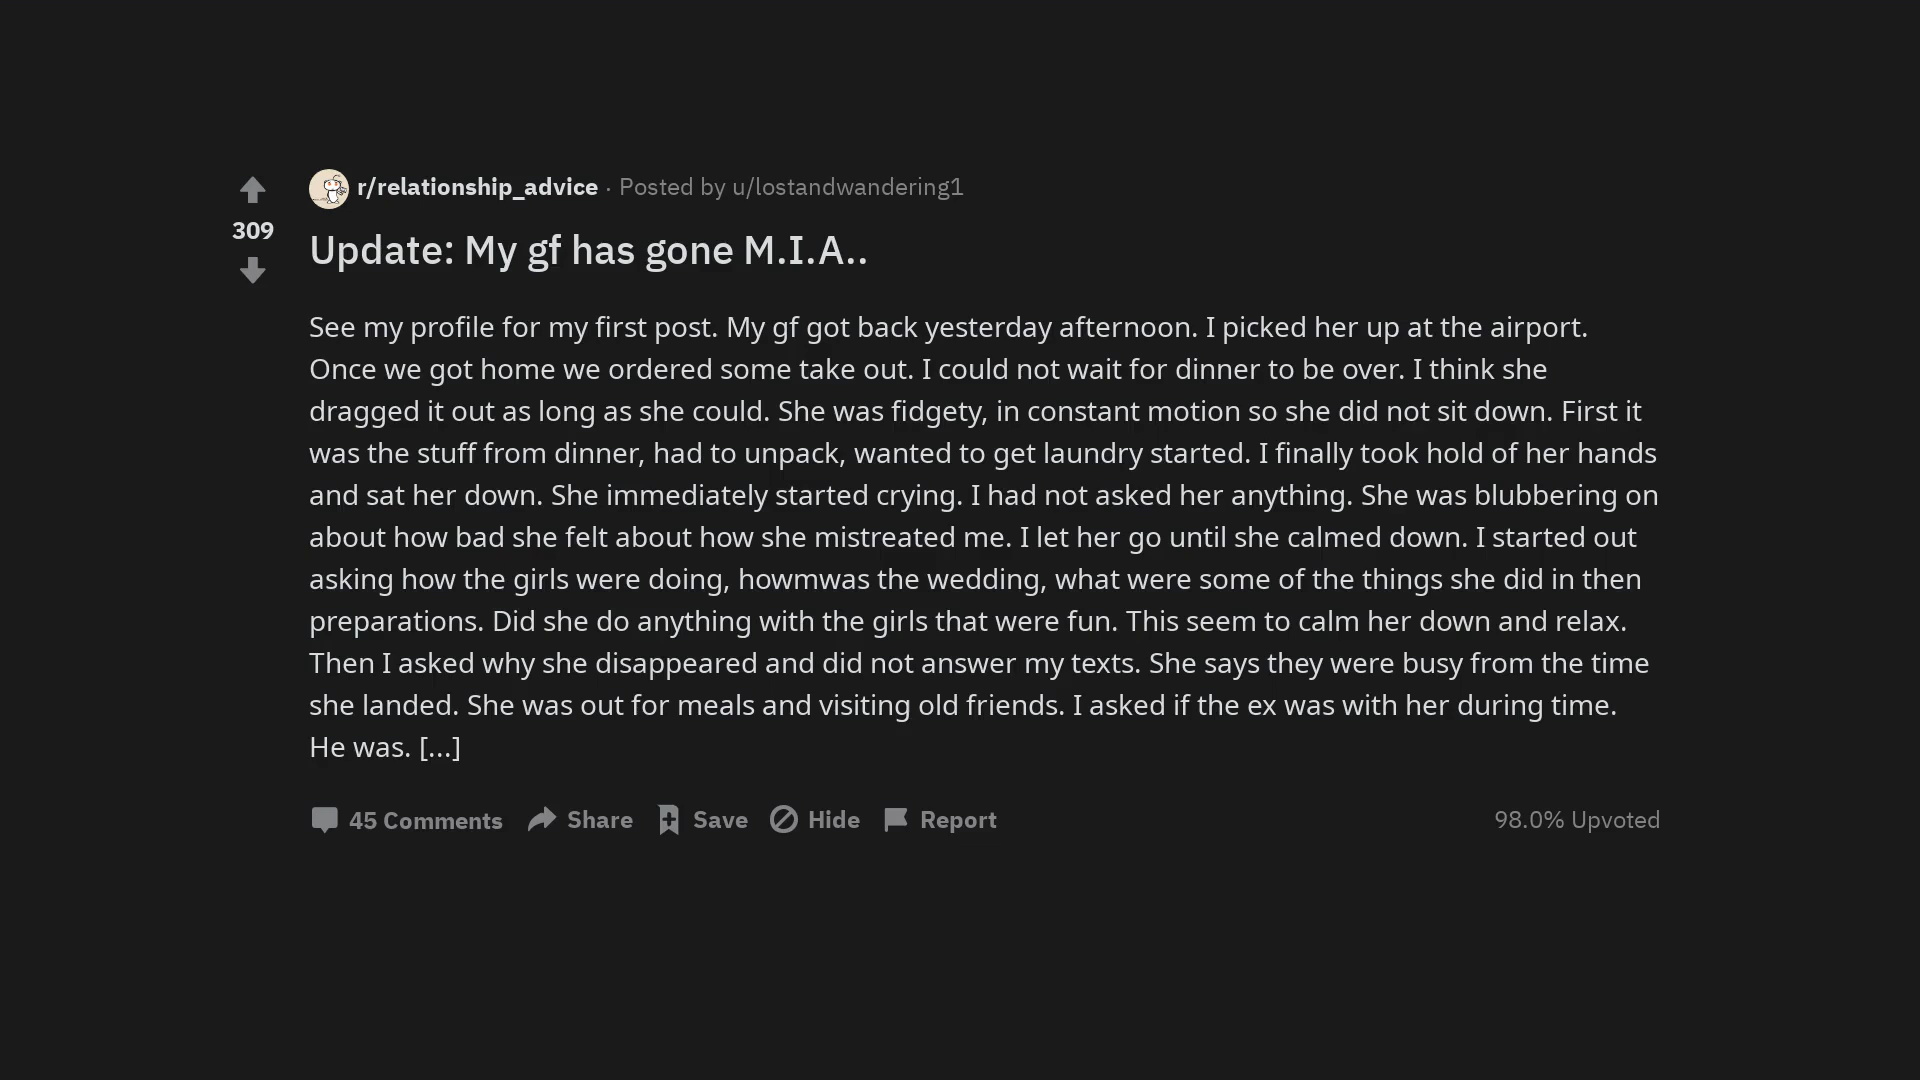 r/relationship_advice · Posted by u/lostandwandering1
309
Update: My gf has gone M.I.A..
See my profile for my first post. My gf got back yesterday afternoon. I picked her up at the airport.
Once we got home we ordered some take out. I could not wait for dinner to be over. I think she
dragged it out as long as she could. She was fidgety, in constant motion so she did not sit down. First it
was the stuff from dinner, had to unpack, wanted to get laundry started. I finally took hold of her hands
and sat her down. She immediately started crying. I had not asked her anything. She was blubbering on
about how bad she felt about how she mistreated me. I let her go until she calmed down. I started out
asking how the girls were doing, howmwas the wedding, what were some of the things she did in then
preparations. Did she do anything with the girls that were fun. This seem to calm her down and relax.
Then I asked why she disappeared and did not answer my texts. She says they were busy from the time
she landed. She was out for meals and visiting old friends. I asked if the ex was with her during time.
He was. [...]
45 Comments Share Save Hide Report 98.0% Upvoted